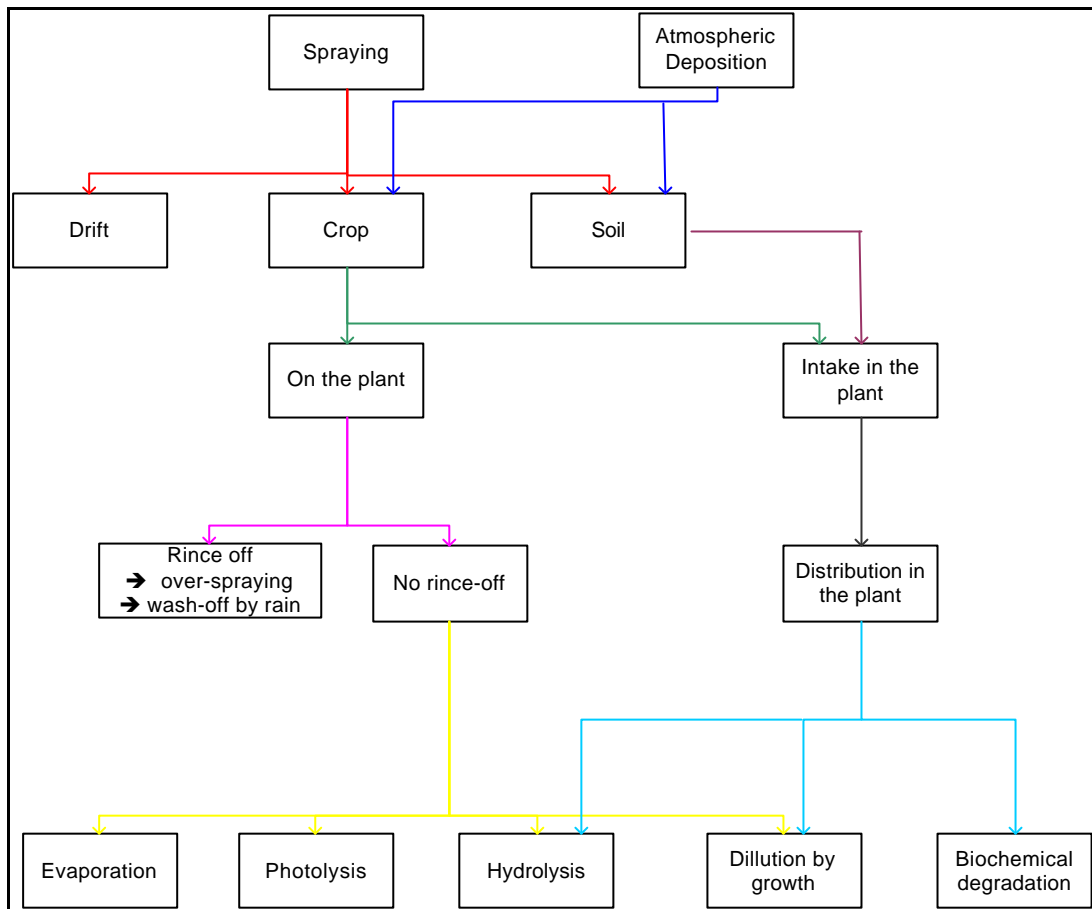 Spraying
Atmospheric
Deposition
Drift
Crop
Soil
On the plant
Intake in the
plant
Rince off
➔ over-spraying
➔ wash-off by rain
No rince-off
Distribution in
the plant
Evaporation
Photolysis
Hydrolysis
Dillution by
growth
Biochemical
degradation